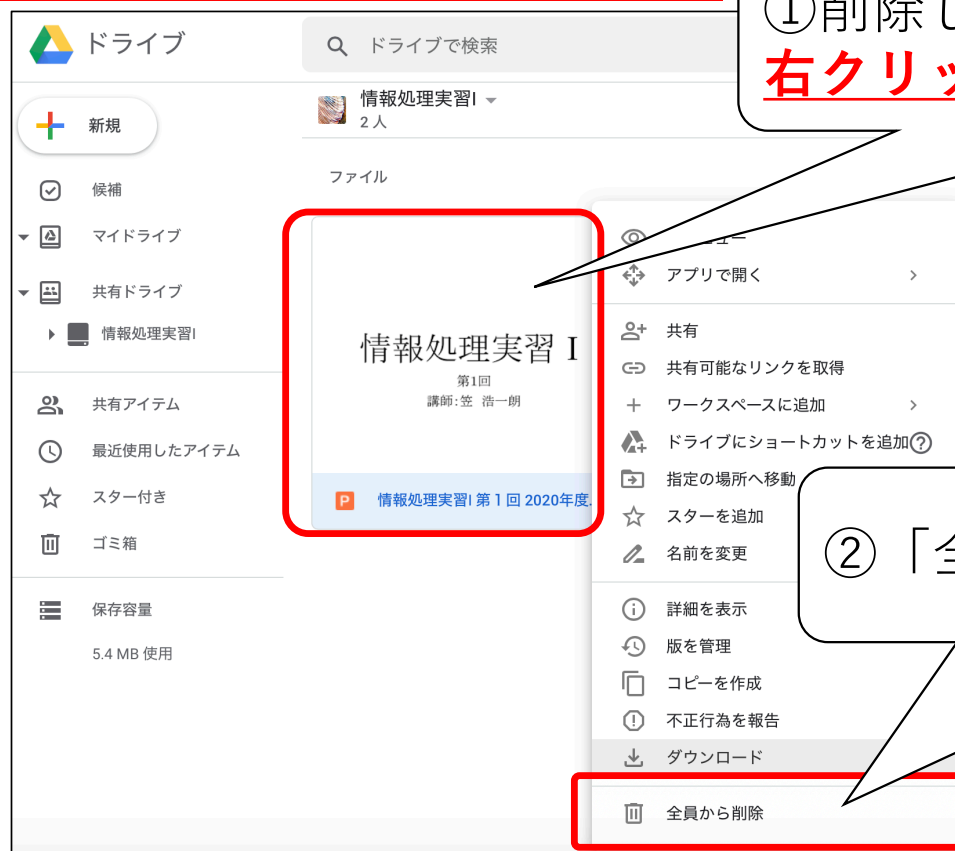 ①削除し
右クリッ
ドライブ
ドライブで検索
情報処理実習I
2 人
新規
ファイル
候補
マイドライブ
共有ドライブ
情報処理実習I
共有アイテム
最近使用したアイテム
スター付き
ゴミ箱
保存容量
5.4 MB 使用
情報処理実習 I
第1回
講師:笠 浩一朗
P
情報処理実習I 第 1 回 2020年度.
アプリで開く
共有
共有可能なリンクを取得
ワークスペースに追加
ドライブにショートカットを追加
指定の場所へ移動
スターを追加
名前を変更
②「全
詳細を表示
版を管理
コピーを作成
不正行為を報告
ダウンロード
全員から削除